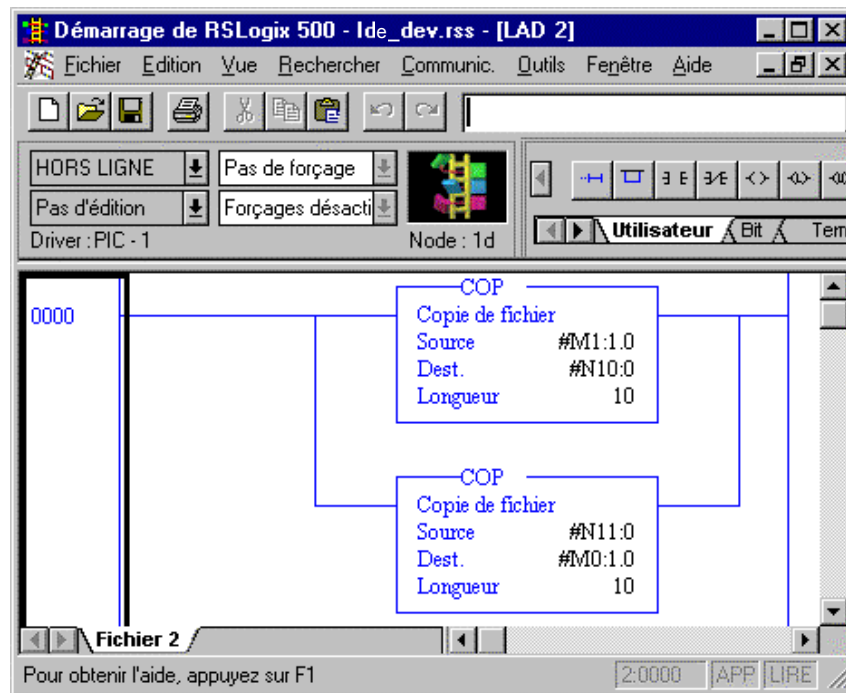 Démarrage de RSLogix 500 - Ide_dev.rss - [LAD 2]
Fichier Edition Vue Rechercher Communic. Outils Fenêtre Aide
HORS LIGNE Pas de forçage
Pas d'édition Forçages désacti
Driver : PIC - 1 Node : 1d
Utilisateur Bit Tem
0000
COP
Copie de fichier
Source #M1:1.0
Dest. #N10:0
Longueur 10
COP
Copie de fichier
Source #N11:0
Dest. #M0:1.0
Longueur 10
Fichier 2
Pour obtenir l'aide, appuyez sur F1 2:0000 APP LIRE